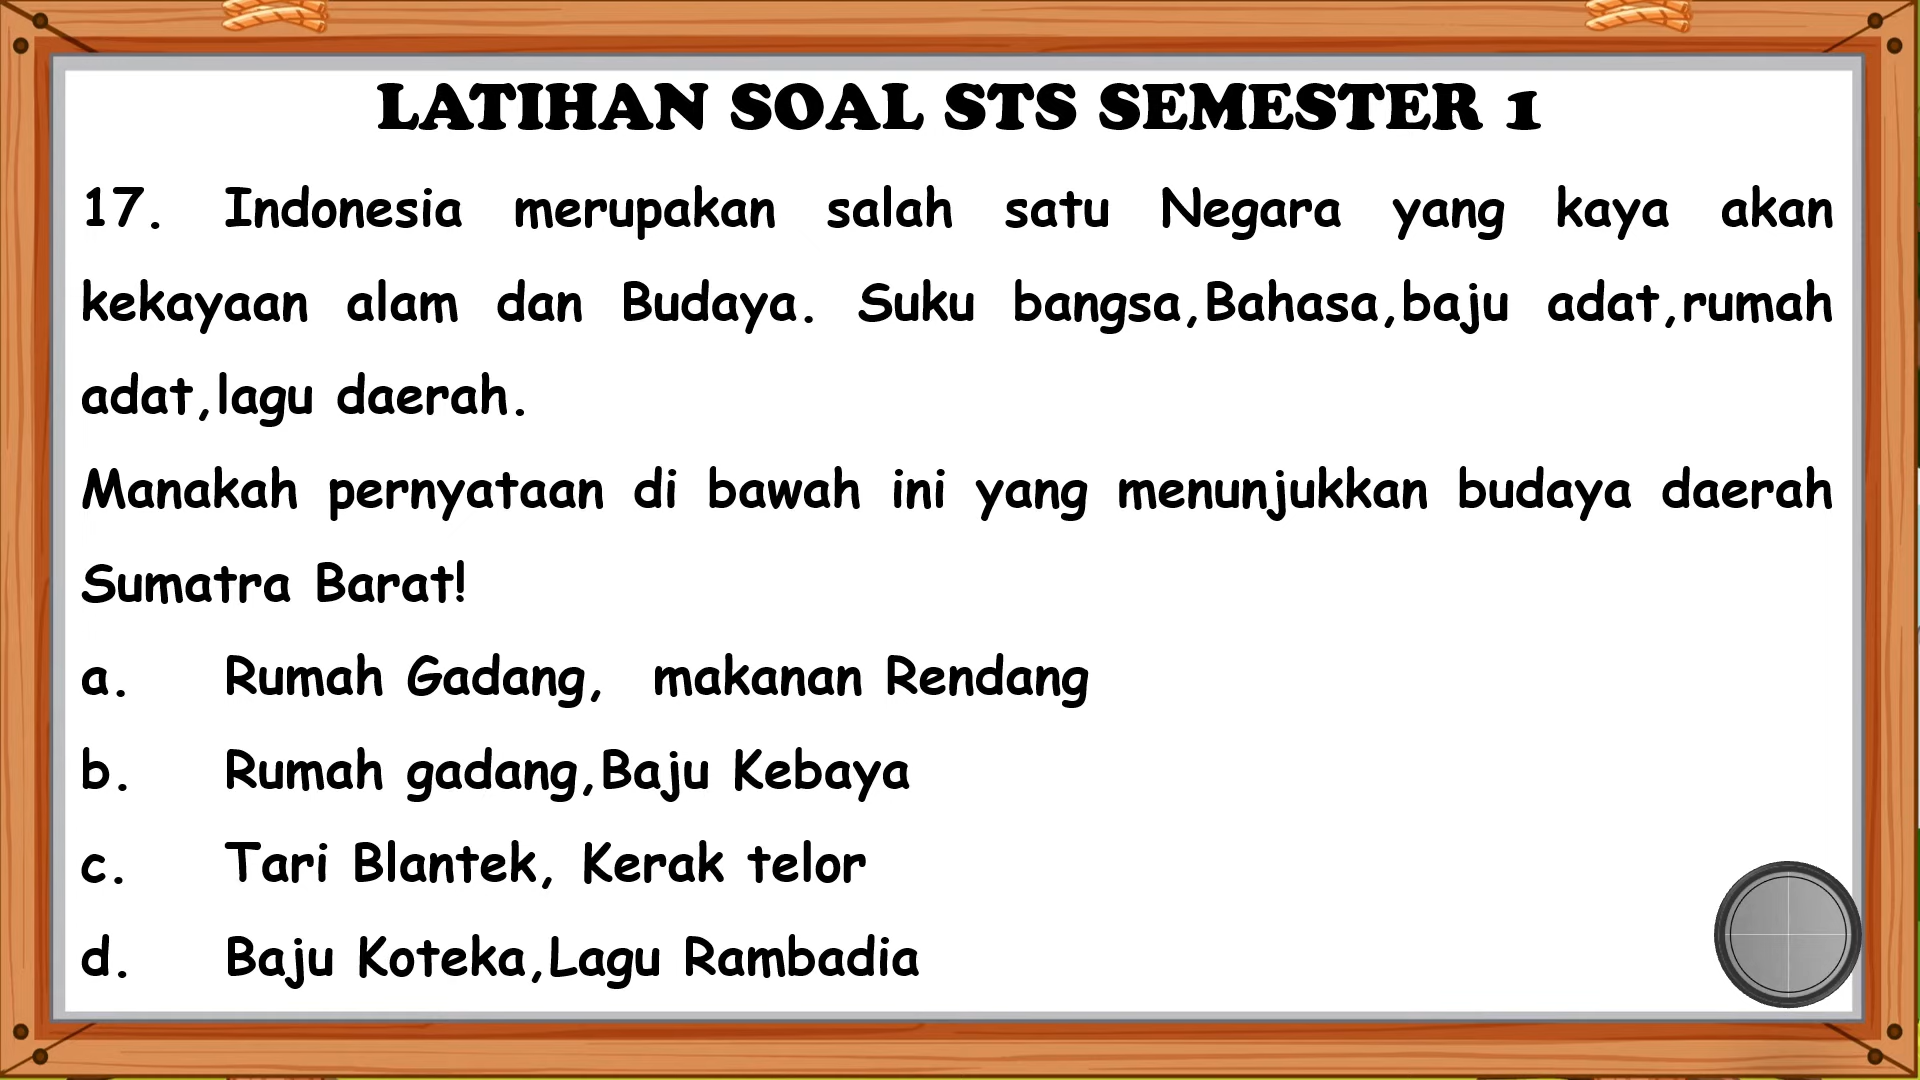 LATIHAN SOAL STS SEMESTER 1
17. Indonesia merupakan salah satu Negara yang kaya akan
kekayaan alam dan Budaya. Suku bangsa,Bahasa,baju adat,rumah
adat,lagu daerah.
Manakah pernyataan di bawah ini yang menunjukkan budaya daerah
Sumatra Barat!
a. Rumah Gadang, makanan Rendang
b. Rumah gadang,Baju Kebaya
c. Tari Blantek, Kerak telor
d. Baju Koteka,Lagu Rambadia